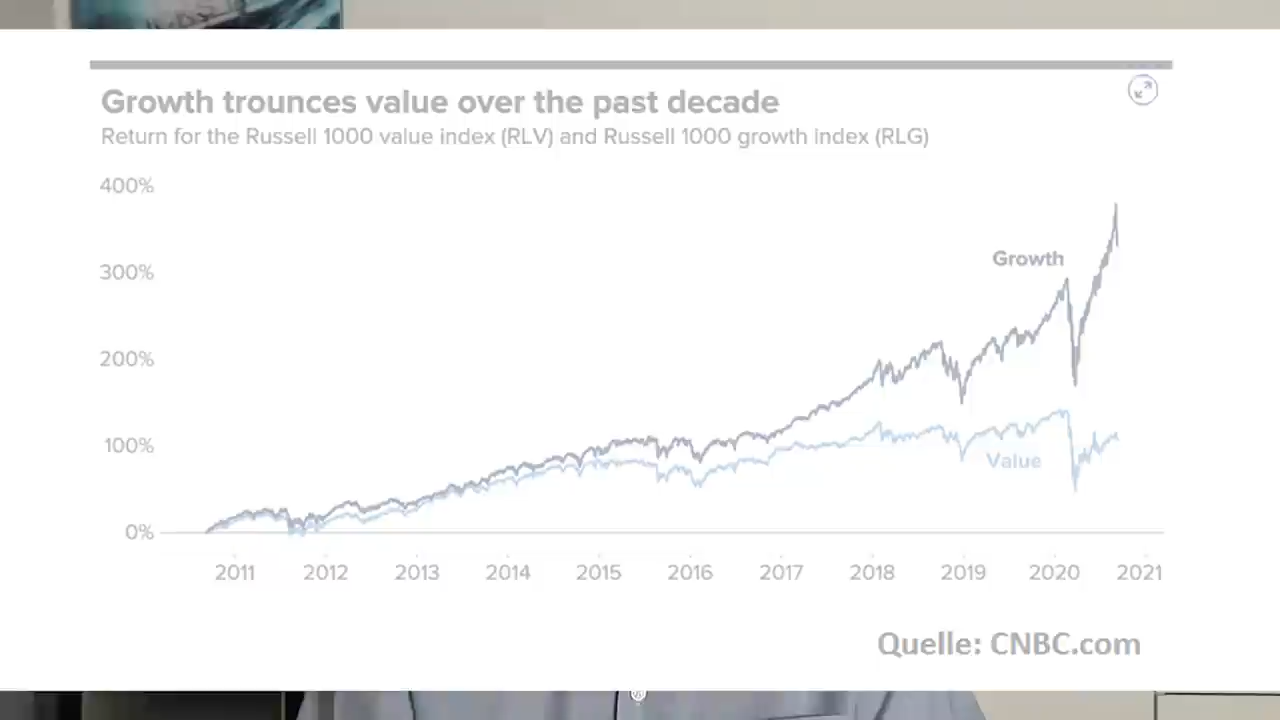 Growth trounces value over the past decade
Return for the Russell 1000 value index (RLV) and Russell 1000 growth index (RLG)
400%
300%
200%
100%
0%
Growth
Value
2011 2012 2013 2014 2015 2016 2017 2018 2019 2020 2021
Quelle: CNBC.com